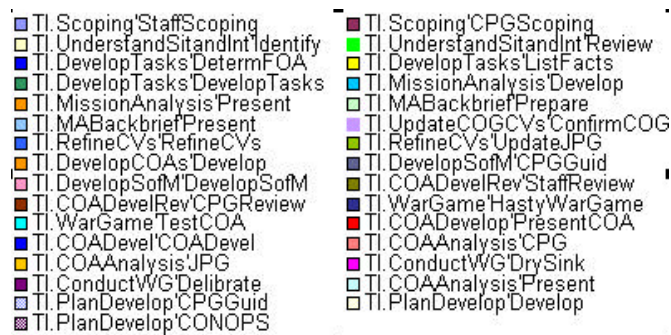 TI.Scoping'StaffScoping
TI.UnderstandSitandInt'Identify
TI.DevelopTasks'DetermFOA
TI.DevelopTasks'DevelopTasks
TI.MissionAnalysis'Present
TI.MABackbrief'Present
TI.RefineCVs'RefineCVs
TI.DevelopCOAs'Develop
TI.DevelopSofM'DevelopSofM
TI.COADevelRev'CPGReview
TI.WarGame'TestCOA
TI.COADevel'COADevel
TI.COAAnalysis'JPG
TI.ConductWG'Delibrate
TI.PlanDevelop'CPGGuid
TI.PlanDevelop'CONOPS
TI.Scoping'CPGScoping
TI.UnderstandSitandInt'Review
TI.DevelopTasks'ListFacts
TI.MissionAnalysis'Develop
TI.MABackbrief'Prepare
TI.UpdateCOGCVs'ConfirmCOG
TI.RefineCVs'UpdateJPG
TI.DevelopSofM'CPGGuid
TI.COADevelRev'StaffReview
TI.WarGame'HastyWarGame
TI.COADevelop'PresentCOA
TI.COAAnalysis'CPG
TI.ConductWG'DrySink
TI.COAAnalysis'Present
TI.PlanDevelop'Develop